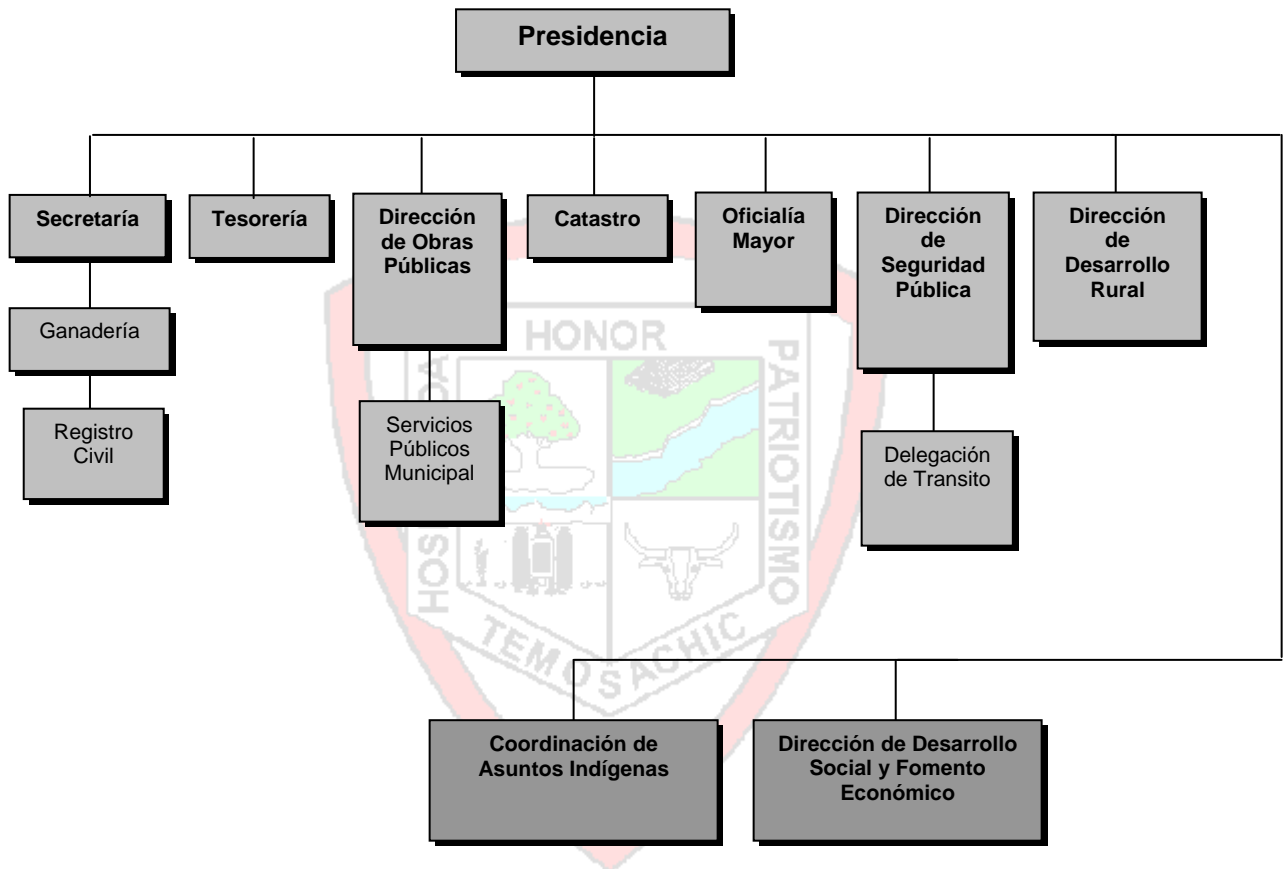 Presidencia
Secretaría
Tesorería
Dirección
de Obras
Públicas
Catastro
Oficialía
Mayor
Dirección
de
Seguridad
Pública
Dirección
de
Desarrollo
Rural
Ganadería
Registro
Civil
Servicios
Públicos
Municipal
Delegación
de Transito
HONOR
PATRIOTISMO
TEMOSACHIC
Coordinación de
Asuntos Indígenas
Dirección de Desarrollo
Social y Fomento
Económico